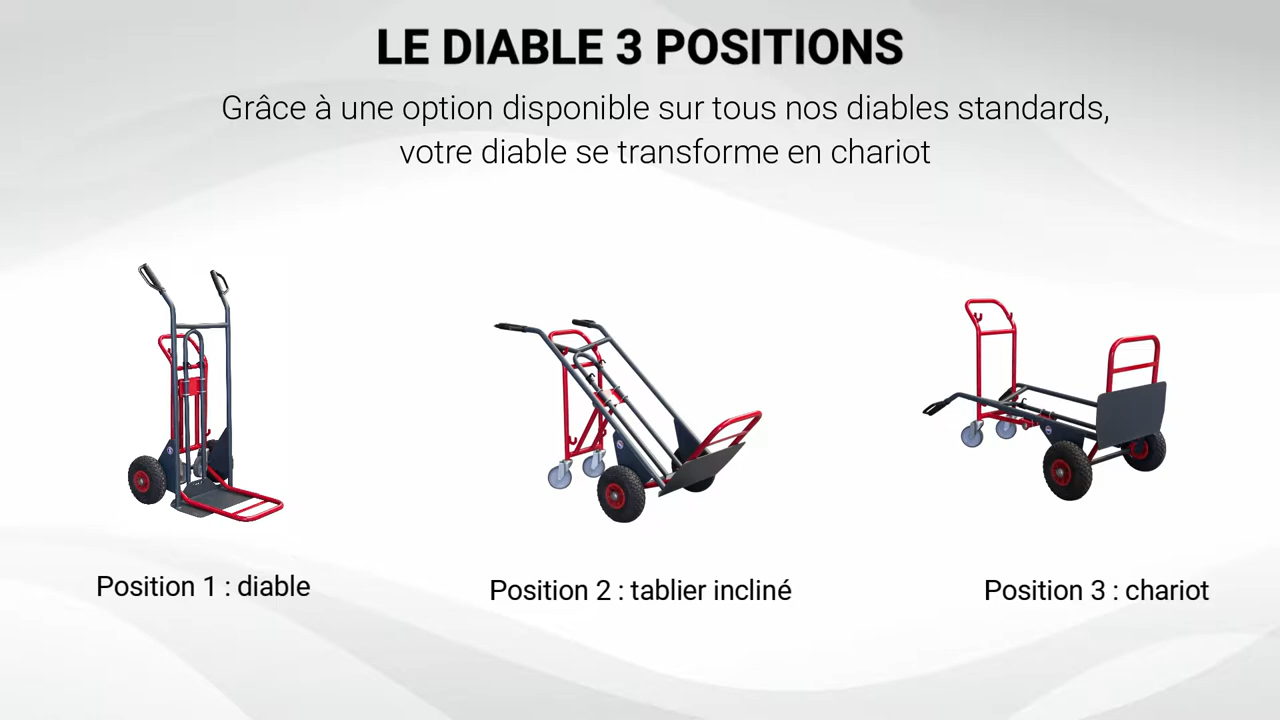 LE DIABLE 3 POSITIONS
Grâce à une option disponible sur tous nos diables standards,
votre diable se transforme en chariot
Position 1 : diable
Position 2 : tablier incliné
Position 3 : chariot